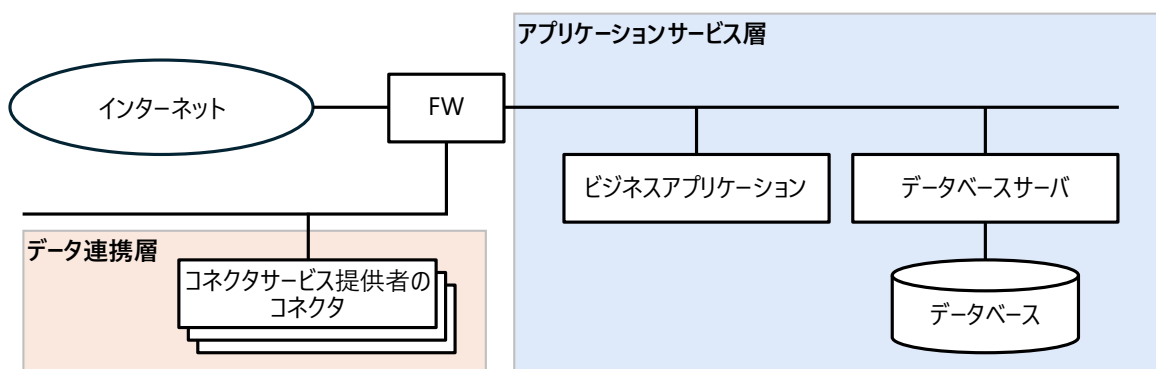 アプリケーションサービス層
インターネット
FW
ビジネスアプリケーション
データベースサーバ
データ連携層
コネクタサービス提供者の
コネクタ
データベース